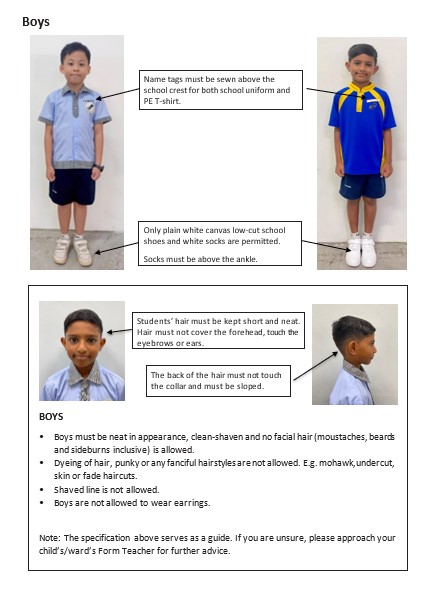 Boys
Name tags must be sewn above the
school crest for both school uniform and
PE T-shirt.
Only plain white canvas low-cut school
shoes and white socks are permitted.
Socks must be above the ankle.
Students' hair must be kept short and neat.
Hair must not cover the forehead, touch the
eyebrows or ears.
The back of the hair must not touch
the collar and must be sloped.
BOYS
• Boys must be neat in appearance, clean-shaven and no facial hair (moustaches, beards
and sideburns inclusive) is allowed.
• Dyeing of hair, punky or any fanciful hairstyles are not allowed. E.g. mohawk, undercut,
skin or fade haircuts.
• Shaved line is not allowed.
• Boys are not allowed to wear earrings.
Note: The specification above serves as a guide. If you are unsure, please approach your
child's/ward's Form Teacher for further advice.